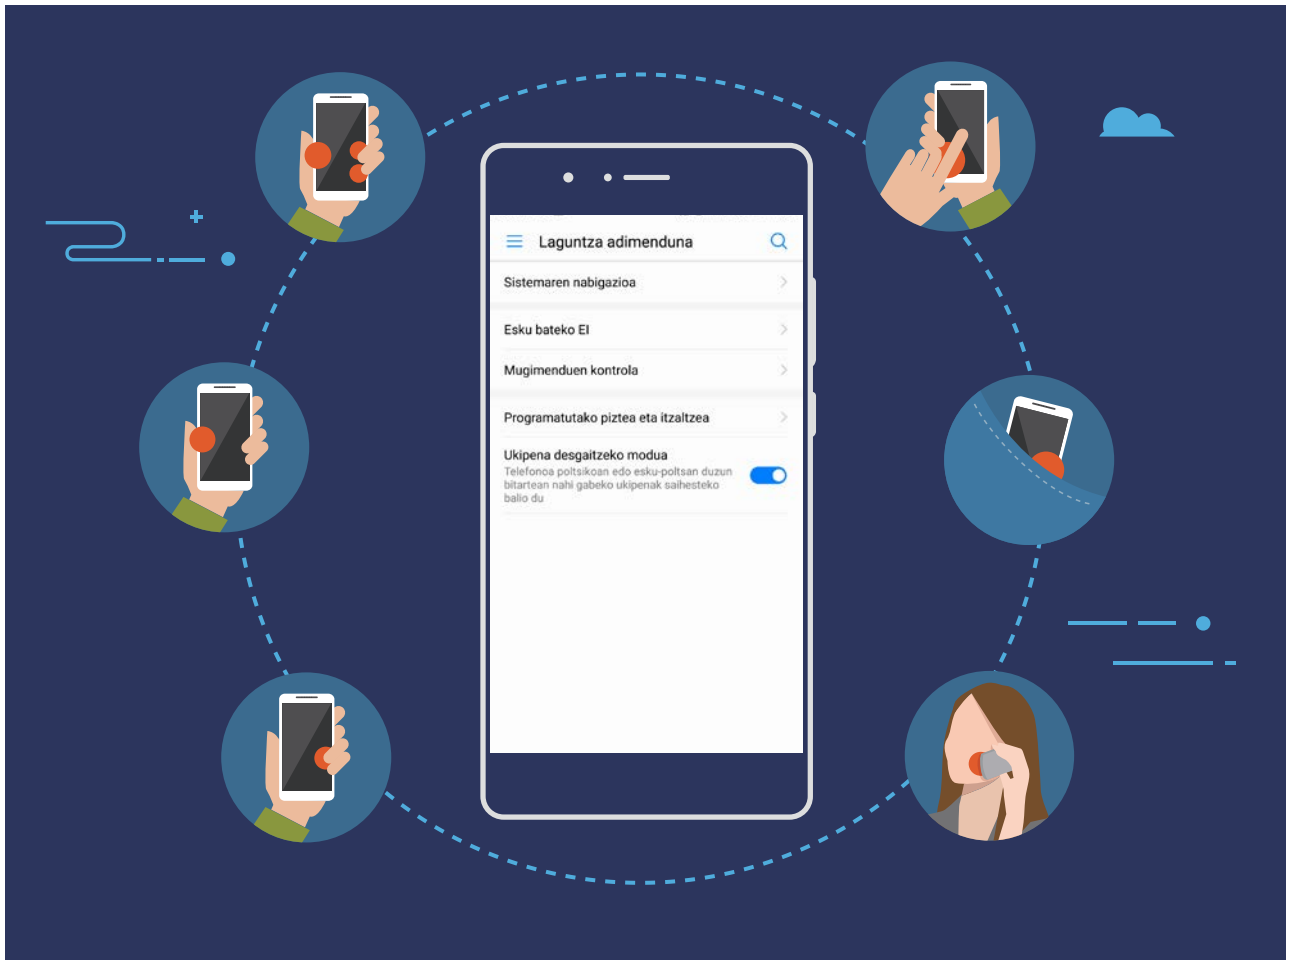 Laguntza adimenduna
Sistemaren nabigazioa
Esku bateko EI
Mugimenduen kontrola
Programatutako piztea eta itzaltzea
Ukipena desgaitzeko modua
Telefonoa poltsikoan edo esku-poltsan duzun
bitartean nahi gabeko ukipenak saihesteko
balio du